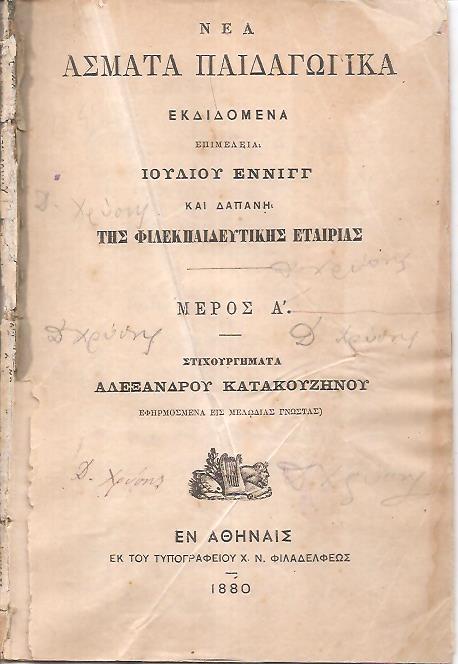 ΝΕΑ
ΑΣΜΑΤΑ ΠΑΙΔΑΓΩΓΙΚΑ
ΕΚΔΙΔΟΜΕΝΑ
ΕΠΙΜΕΛΕΙΑι
ΙΟΥΛΙΟΥ ΕΝΝΙΓΓ
ΚΑΙ ΔΑΠΑΝΗι
ΤΗΣ ΦΙΛΕΚΠΑΙΔΕΥΤΙΚΗΣ ΕΤΑΙΡΙΑΣ
Δ. Χρύσης
Δ. Χρύσης
ΜΕΡΟΣ Α΄.
Δ Χρύσης
Δ Χρύσης
ΣΤΙΧΟΥΡΓΗΜΑΤΑ
ΑΛΕΞΑΝΔΡΟΥ ΚΑΤΑΚΟΥΖΗΝΟΥ
ΕΦΗΡΜΟΣΜΕΝΑ ΕΙΣ ΜΕΛΩΔΙΑΣ ΓΝΩΣΤΑΣ)
Δ. Χρύσης
ΕΝ ΑΘΗΝΑΙΣ
ΕΚ ΤΟΥ ΤΥΠΟΓΡΑΦΕΙΟΥ Χ. Ν. ΦΙΛΑΔΕΛΦΕΩΣ
1880